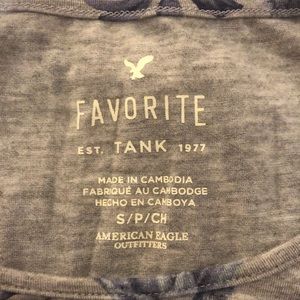 FAVORITE
EST. TANK 1977
MADE IN CAMBODIA
FABRIQUÉ AU CAMBODGE
HECHO EN CAMBOYA
S/P/CH
AMERICAN EAGLE
OUTFITTERS